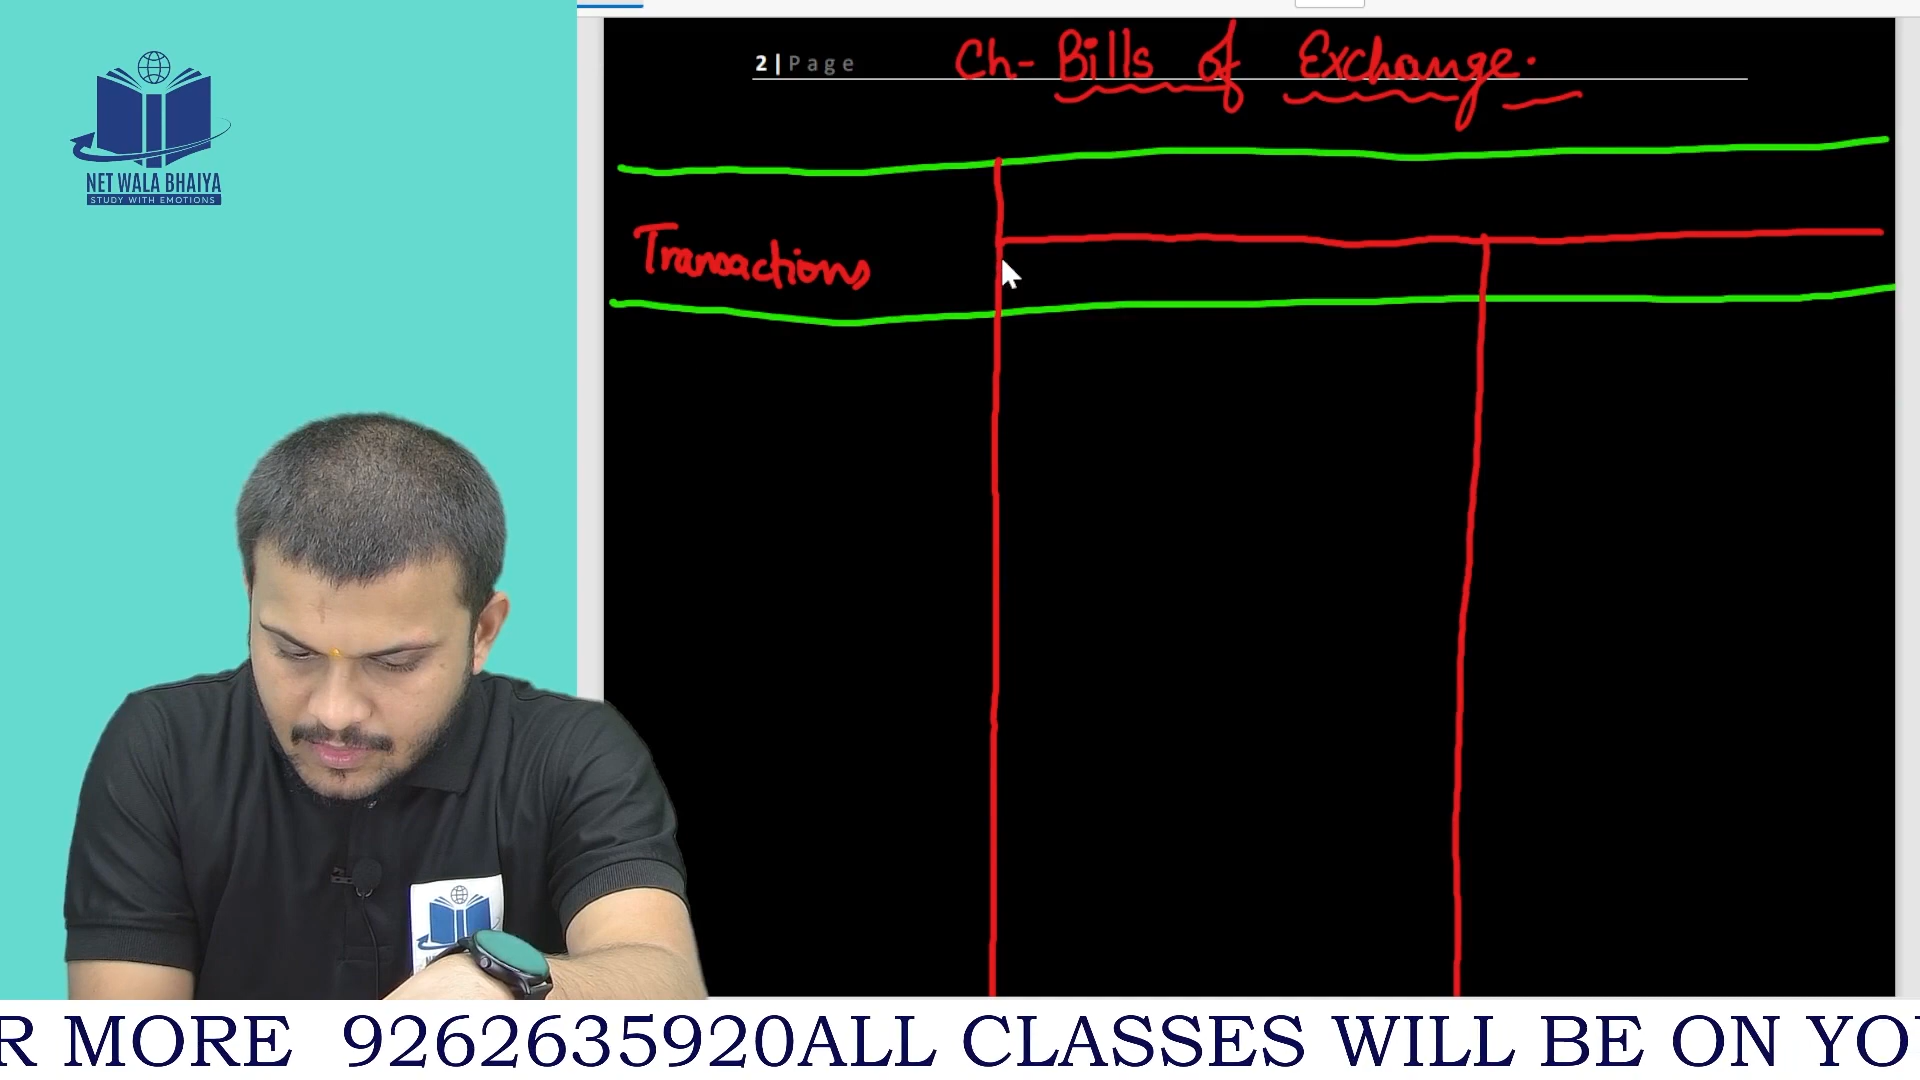 NET WALA BHAIYA
STUDY WITH EMOTIONS
2 | Page
Ch- Bills of Exchange.
Transactions
R MORE 9262635920ALL CLASSES WILL BE ON YO